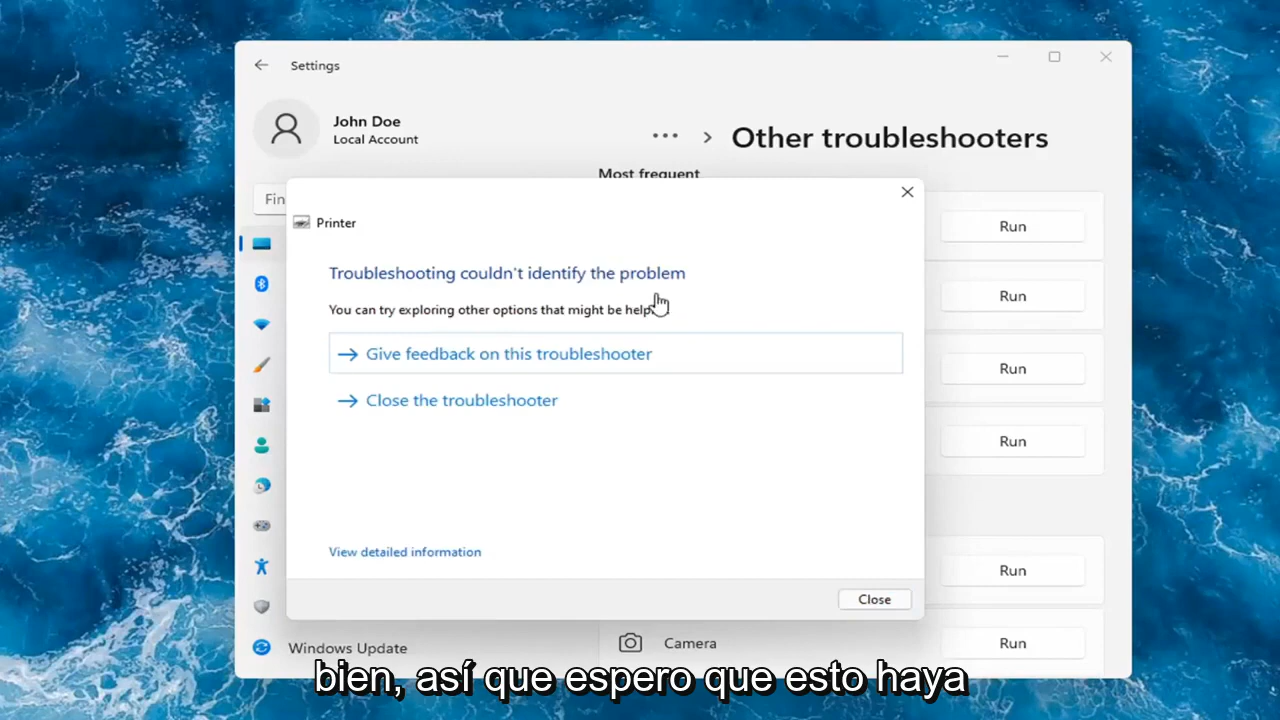 Settings
John Doe
Local Account
••• > Other troubleshooters
Most frequent
Fin
Run
Run
Run
Run
Run
Run
Printer
Troubleshooting couldn't identify the problem
You can try exploring other options that might be
→ Give feedback on this troubleshooter
→ Close the troubleshooter
View detailed information
Close
Windows Update
Camera
bien, así que espero que esto haya